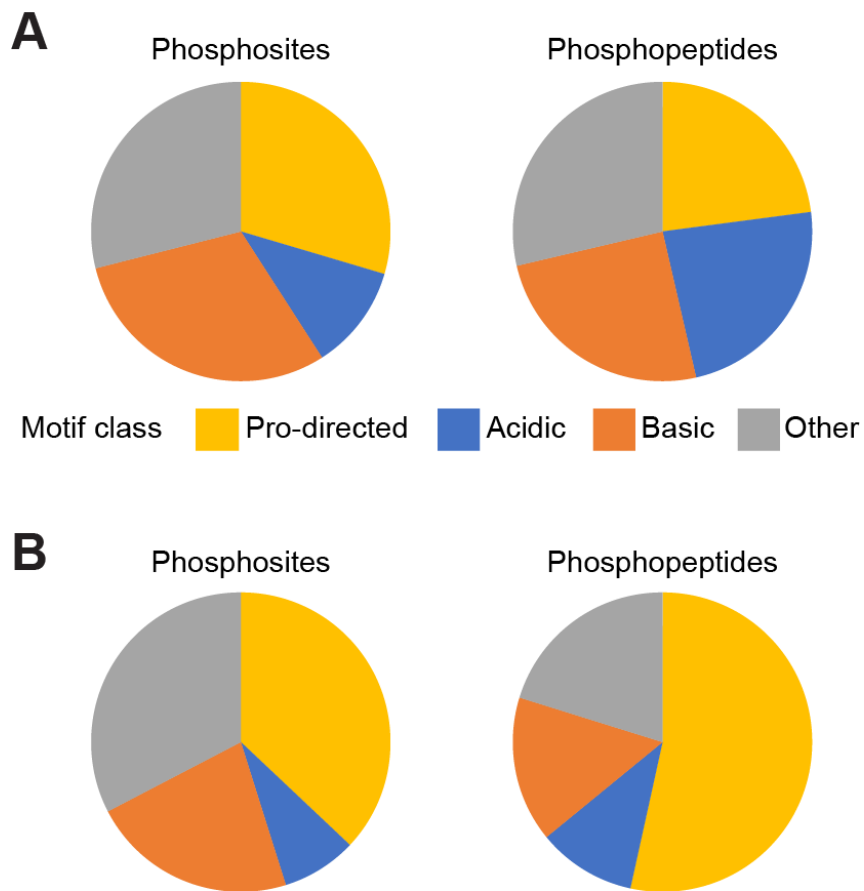 A
Phosphosites Phosphopeptides
Motif class Pro-directed Acidic Basic Other
B
Phosphosites Phosphopeptides